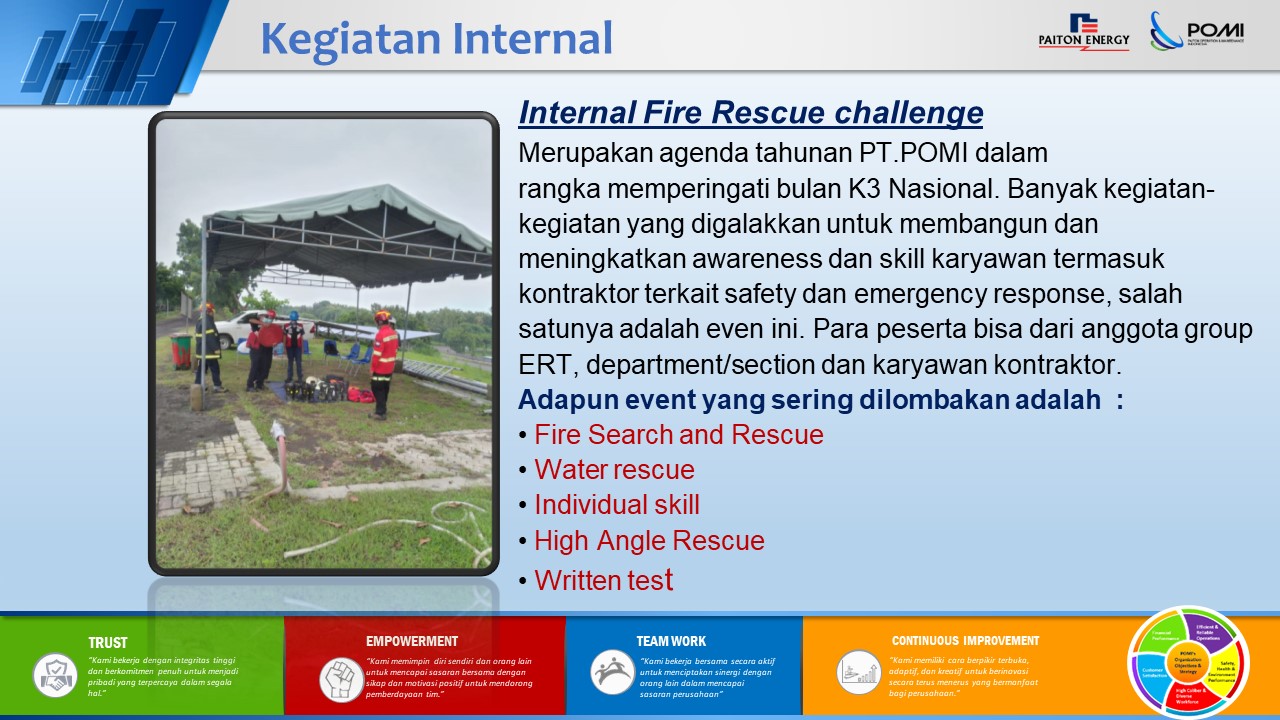 Kegiatan Internal
PAITON ENERGY
POMI
PAITON OPERATION & MAINTENANCE
INDONESIA
Internal Fire Rescue challenge
Merupakan agenda tahunan PT.POMI dalam
rangka memperingati bulan K3 Nasional. Banyak kegiatan-
kegiatan yang digalakkan untuk membangun dan
meningkatkan awareness dan skill karyawan termasuk
kontraktor terkait safety dan emergency response, salah
satunya adalah even ini. Para peserta bisa dari anggota group
ERT, department/section dan karyawan kontraktor.
Adapun event yang sering dilombakan adalah :
• Fire Search and Rescue
• Water rescue
• Individual skill
• High Angle Rescue
• Written test
TRUST
"Kami bekerja dengan integritas tinggi
dan berkomitmen penuh untuk menjadi
pribadi yang terpercaya dalam segala
hal."
EMPOWERMENT
"Kami memimpin diri sendiri dan orang lain
untuk mencapai sasaran bersama dengan
sikap dan motivasi positif untuk mendorong
pemberdayaan tim."
TEAM WORK
"Kami bekerja bersama secara aktif
untuk menciptakan sinergi dengan
orang lain dalam mencapai
sasaran perusahaan"
CONTINUOUS IMPROVEMENT
"Kami memiliki cara berpikir terbuka,
adaptif, dan kreatif untuk berinovasi
secara terus menerus yang bermanfaat
bagi perusahaan."
Financial
Performance
Efficient &
Reliable
Operations
Safety,
Health &
Environment
Performance
High Caliber &
Diverse
Workforce
Customer
Satisfaction
POMI's
Organization
Objectives &
Strategy